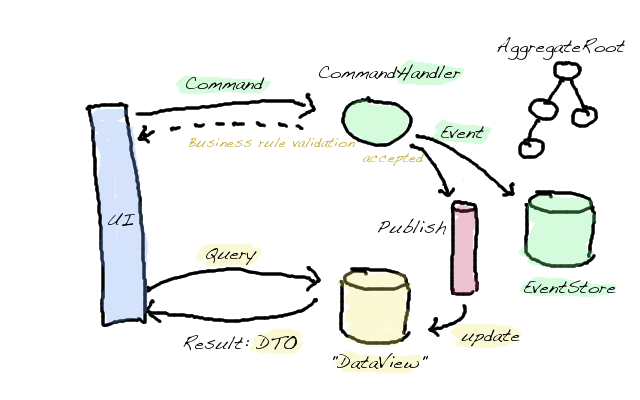 AggregateRoot
CommandHandler
Command
Event
Business rule validation
accepted
UI
Publish
Query
EventStore
update
Result: DTO
"DataView"